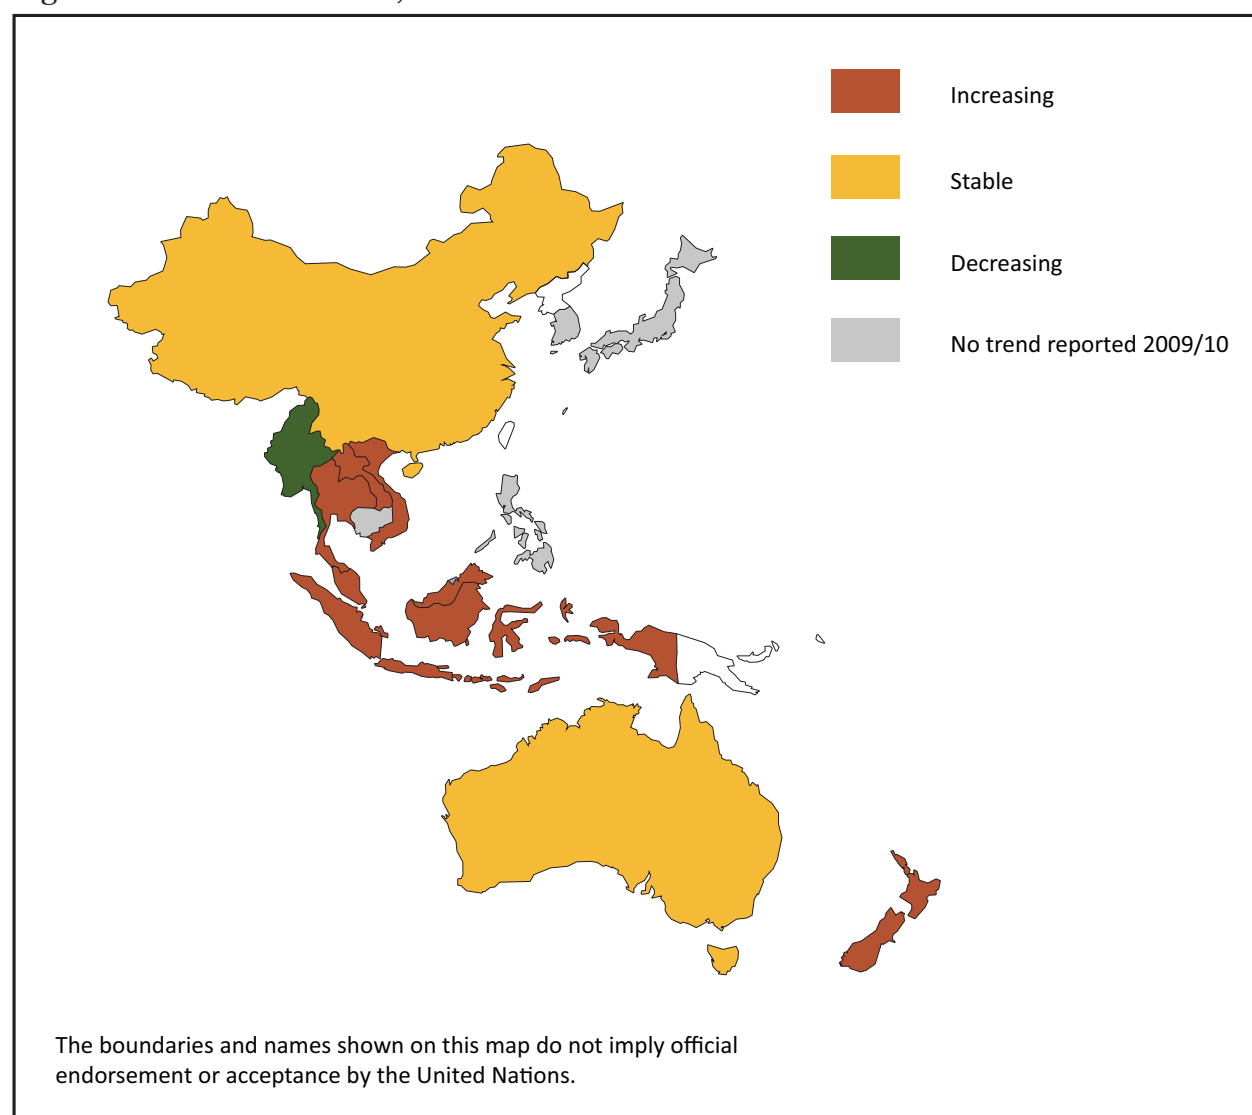 Increasing
Stable
Decreasing
No trend reported 2009/10
The boundaries and names shown on this map do not imply official
endorsement or acceptance by the United Nations.